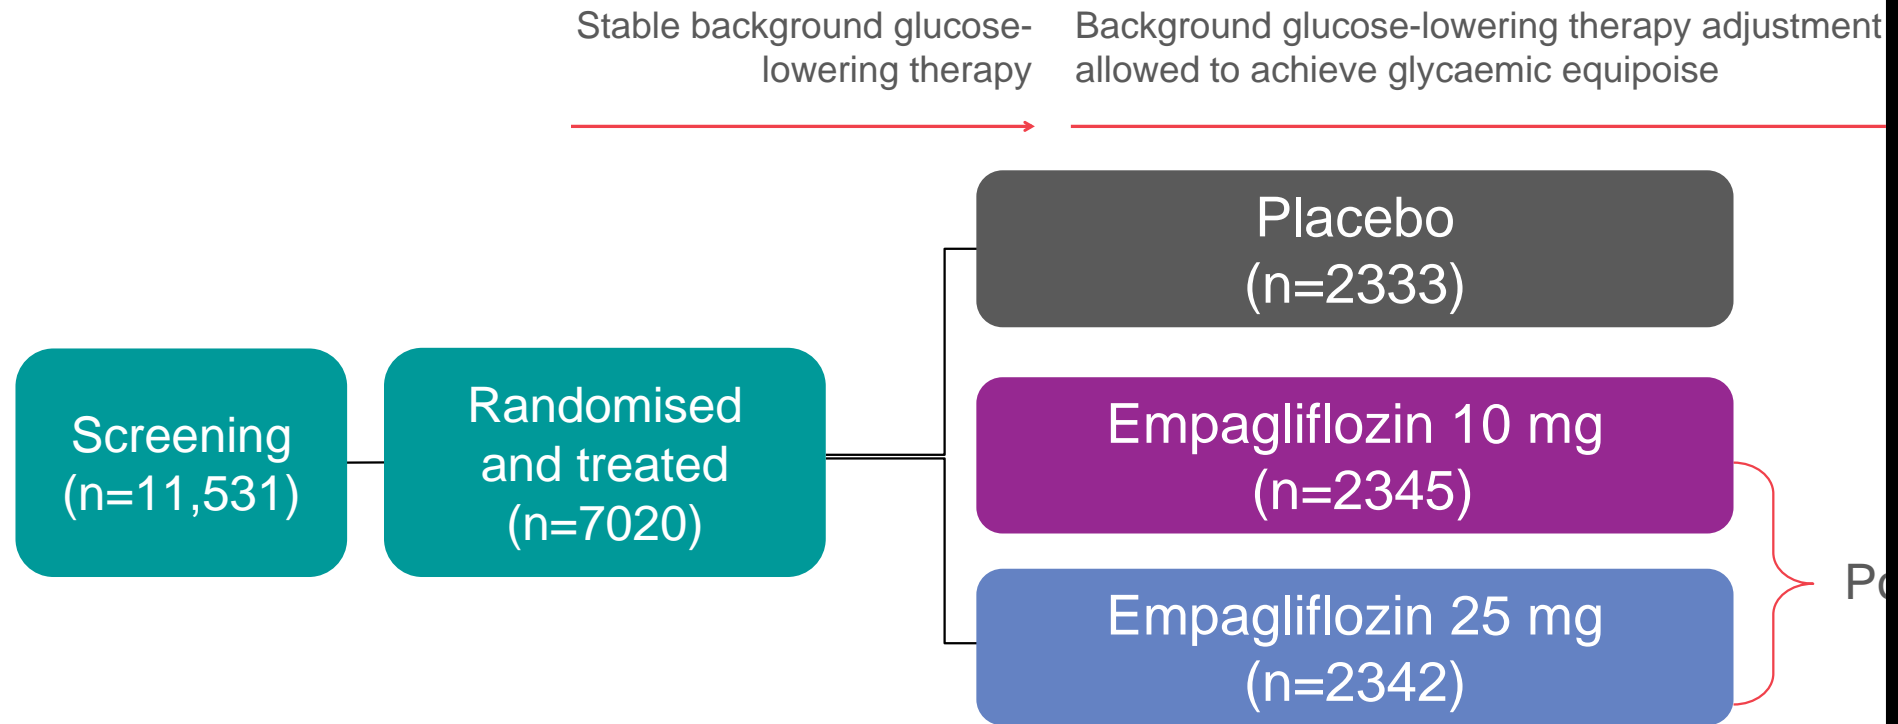 Stable background glucose-
lowering therapy
Background glucose-lowering therapy adjustment
allowed to achieve glycaemic equipoise
Placebo
(n=2333)
Screening
(n=11,531)
Randomised
and treated
(n=7020)
Empagliflozin 10 mg
(n=2345)
Empagliflozin 25 mg
(n=2342)